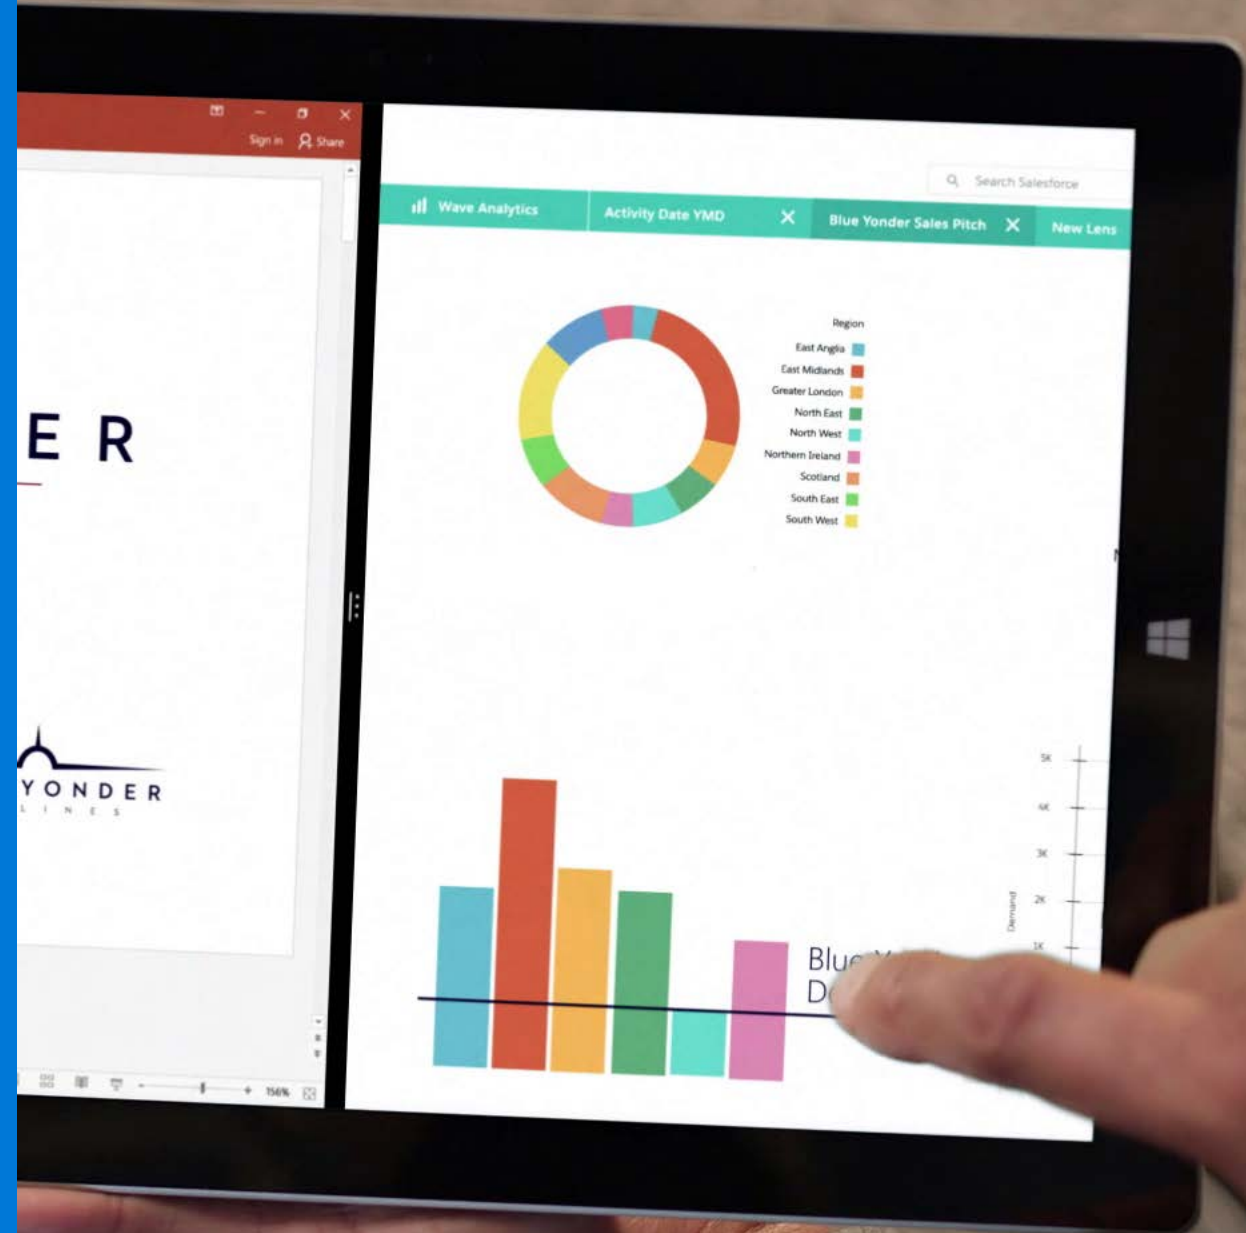 Sign in
Share
E R
YONDER
LINES
156%
Search Salesforce
Wave Analytics
Activity Date YMD
Blue Yonder Sales Pitch
New Lens
Region
East Anglia
East Midlands
Greater London
North East
North West
Northern Ireland
Scotland
South East
South West
5K
4K
3K
2K
1K
Demand
Blue